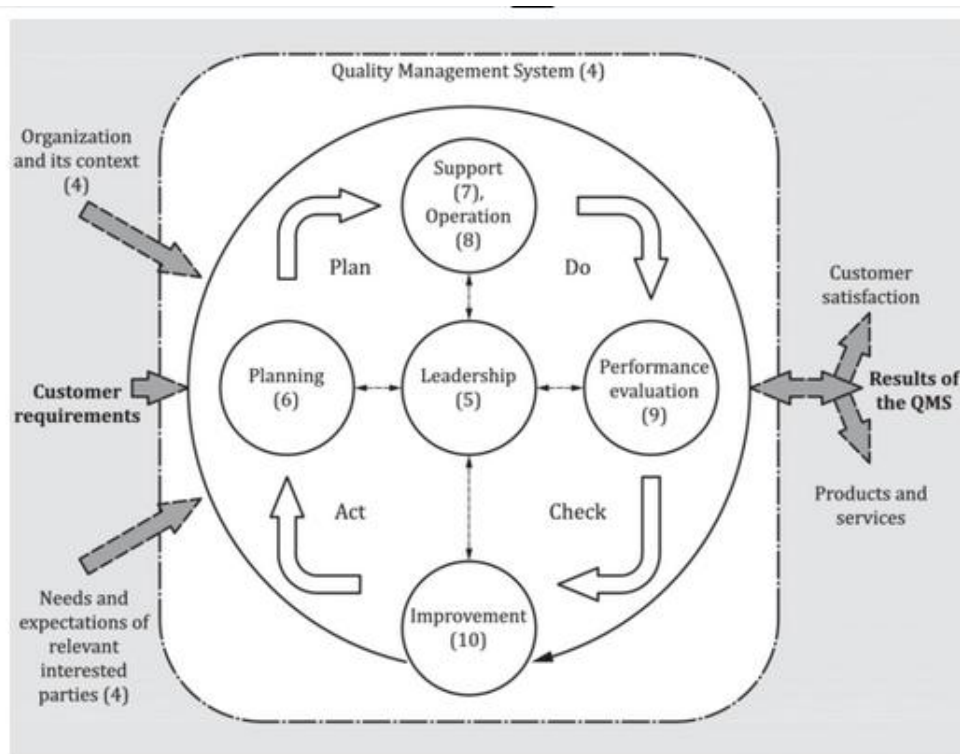 Quality Management System (4)
Organization
and its context
(4)
Support
(7),
Operation
(8)
Plan
Do
Customer
satisfaction
Customer
requirements
Planning
(6)
Leadership
(5)
Performance
evaluation
(9)
Results of
the QMS
Act
Check
Products and
services
Needs and
expectations of
relevant
interested
parties (4)
Improvement
(10)